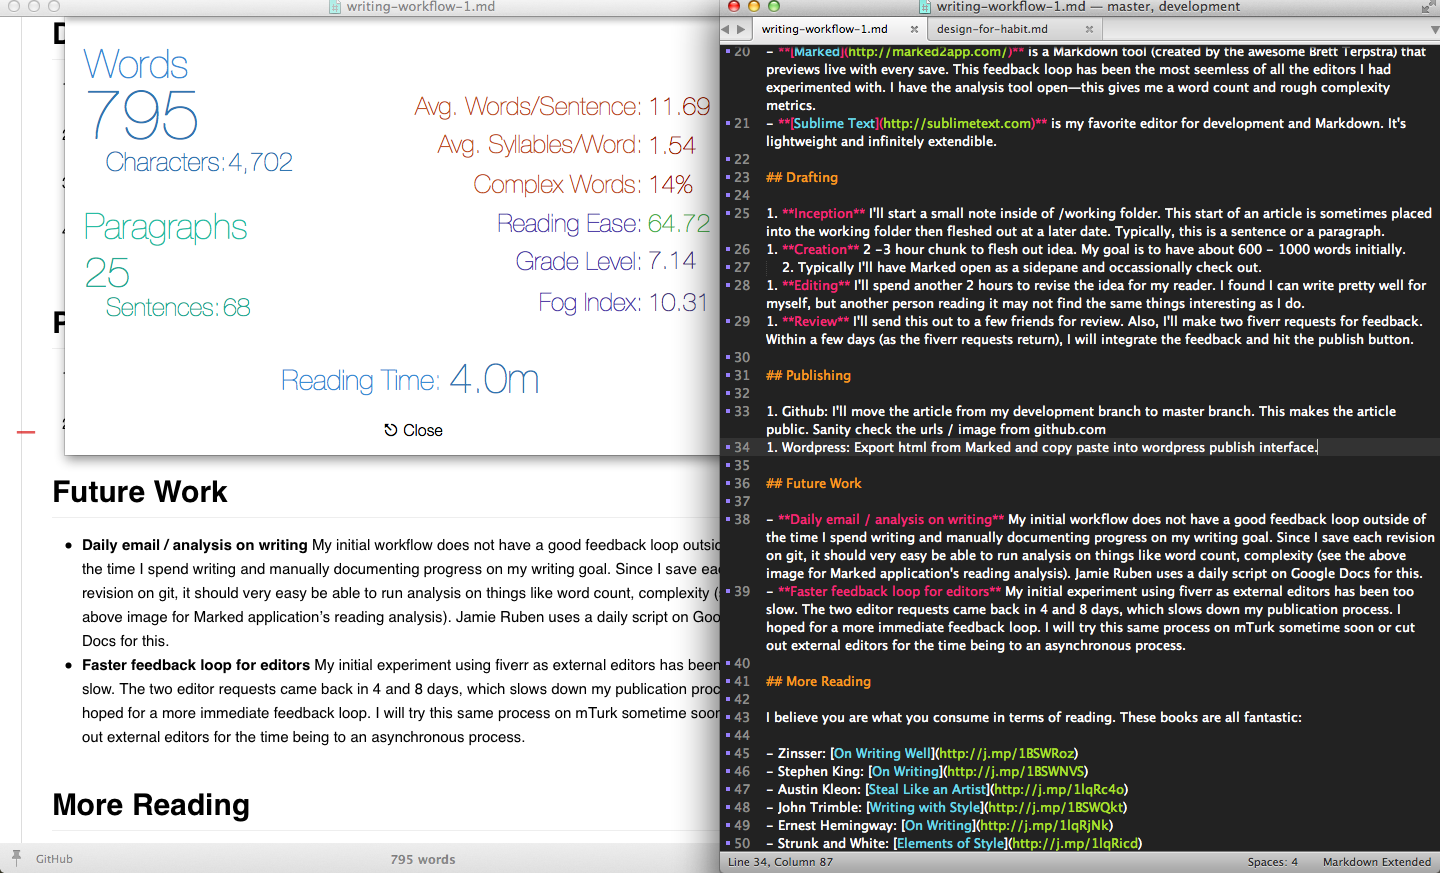 writing-workflow-1.md
D
Words
795
Characters: 4,702
Paragraphs
25
Sentences: 68
Avg. Words/Sentence: 11.69
Avg. Syllables/Word: 1.54
Complex Words: 14%
Reading Ease: 64.72
Grade Level: 7.14
Fog Index: 10.31
Reading Time: 4.0m
Close
Future Work
• Daily email / analysis on writing My initial workflow does not have a good feedback loop outsid
the time I spend writing and manually documenting progress on my writing goal. Since I save eac
revision on git, it should very easy be able to run analysis on things like word count, complexity (
above image for Marked application's reading analysis). Jamie Ruben uses a daily script on Goo
Docs for this.
• Faster feedback loop for editors My initial experiment using fiverr as external editors has been
slow. The two editor requests came back in 4 and 8 days, which slows down my publication proc
hoped for a more immediate feedback loop. I will try this same process on mTurk sometime soon
out external editors for the time being to an asynchronous process.
More Reading
GitHub
795 words
writing-workflow-1.md — master, development
writing-workflow-1.md
design-for-habit.md
20 - **[Marked](http://marked2app.com/)** is a Markdown tool (created by the awesome Brett Terpstra) that
previews live with every save. This feedback loop has been the most seemless of all the editors I had
experimented with. I have the analysis tool open—this gives me a word count and rough complexity
metrics.
21 - **[Sublime Text](http://sublimetext.com)** is my favorite editor for development and Markdown. It's
lightweight and infinitely extendible.
22
23 ## Drafting
24
25 1. **Inception** I'll start a small note inside of /working folder. This start of an article is sometimes placed
into the working folder then fleshed out at a later date. Typically, this is a sentence or a paragraph.
26 1. **Creation** 2 -3 hour chunk to flesh out idea. My goal is to have about 600 - 1000 words initially.
27 2. Typically I'll have Marked open as a sidepane and occassionally check out.
28 1. **Editing** I'll spend another 2 hours to revise the idea for my reader. I found I can write pretty well for
myself, but another person reading it may not find the same things interesting as I do.
29 1. **Review** I'll send this out to a few friends for review. Also, I'll make two fiverr requests for feedback.
Within a few days (as the fiverr requests return), I will integrate the feedback and hit the publish button.
30
31 ## Publishing
32
33 1. Github: I'll move the article from my development branch to master branch. This makes the article
public. Sanity check the urls / image from github.com
34 1. Wordpress: Export html from Marked and copy paste into wordpress publish interface.
35
36 ## Future Work
37
38 - **Daily email / analysis on writing** My initial workflow does not have a good feedback loop outside of
the time I spend writing and manually documenting progress on my writing goal. Since I save each revision
on git, it should very easy be able to run analysis on things like word count, complexity (see the above
image for Marked application's reading analysis). Jamie Ruben uses a daily script on Google Docs for this.
39 - **Faster feedback loop for editors** My initial experiment using fiverr as external editors has been too
slow. The two editor requests came back in 4 and 8 days, which slows down my publication process. I
hoped for a more immediate feedback loop. I will try this same process on mTurk sometime soon or cut
out external editors for the time being to an asynchronous process.
40
41 ## More Reading
42
43 I believe you are what you consume in terms of reading. These books are all fantastic:
44
45 - Zinsser: [On Writing Well](http://j.mp/1BSWRoz)
46 - Stephen King: [On Writing](http://j.mp/1BSWNVS)
47 - Austin Kleon: [Steal Like an Artist](http://j.mp/1lqRc4o)
48 - John Trimble: [Writing with Style](http://j.mp/1BSWQkt)
49 - Ernest Hemingway: [On Writing](http://j.mp/1lqRjNk)
50 - Strunk and White: [Elements of Style](http://j.mp/1lqRicd)
Line 34, Column 87
Spaces: 4
Markdown Extended